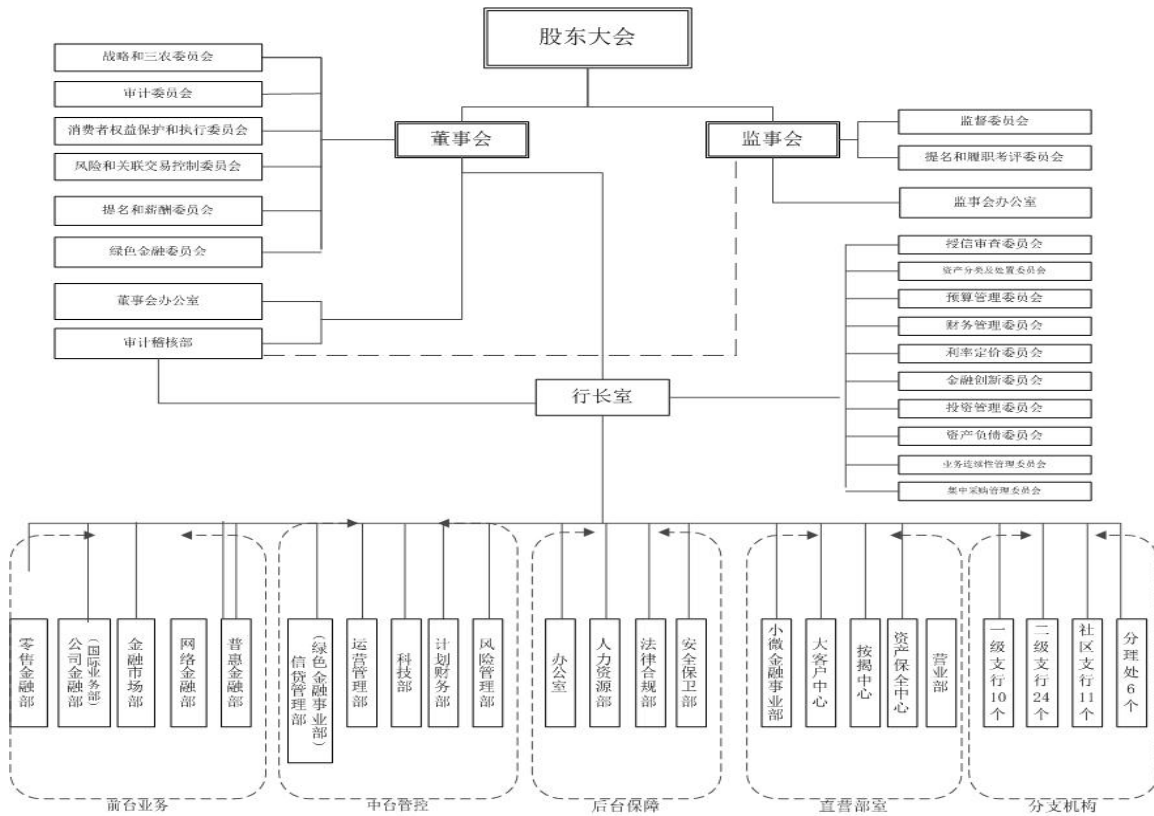 股东大会
董事会
监事会
战略和三农委员会
审计委员会
消费者权益保护和执行委员会
风险和关联交易控制委员会
提名和薪酬委员会
绿色金融委员会
董事会办公室
审计稽核部
监督委员会
提名和履职考评委员会
监事会办公室
行长室
授信审查委员会
资产分类及处置委员会
预算管理委员会
财务管理委员会
利率定价委员会
金融创新委员会
投资管理委员会
资产负债委员会
业务连续性管理委员会
集中采购管理委员会
零售金融部
公司金融部
(国际业务部)
金融市场部
网络金融部
普惠金融部
前台业务
信贷管理部
(绿色金融事业部)
运营管理部
科技部
计划财务部
风险管理部
中台管控
办公室
人力资源部
法律合规部
安全保卫部
后台保障
小微金融事业部
大客户中心
按揭中心
资产保全中心
营业部
直营部室
一级支行10个
二级支行24个
社区支行11个
分理处6个
分支机构